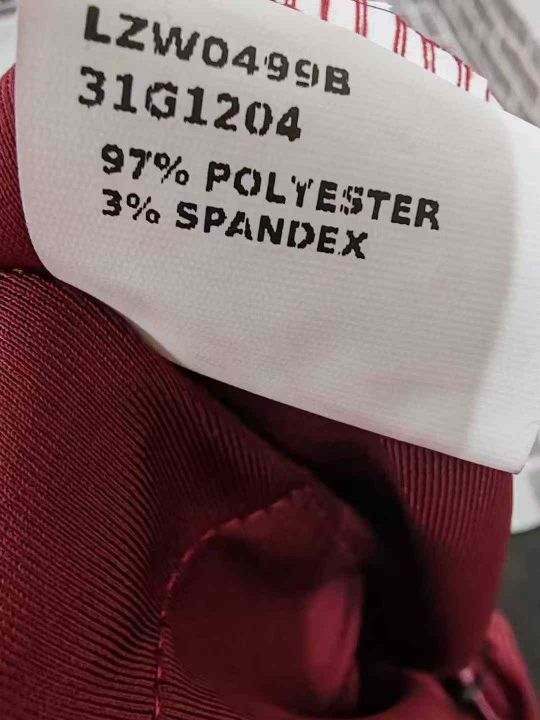 LZW0499B
31G1204
97% POLYESTER
3% SPANDEX